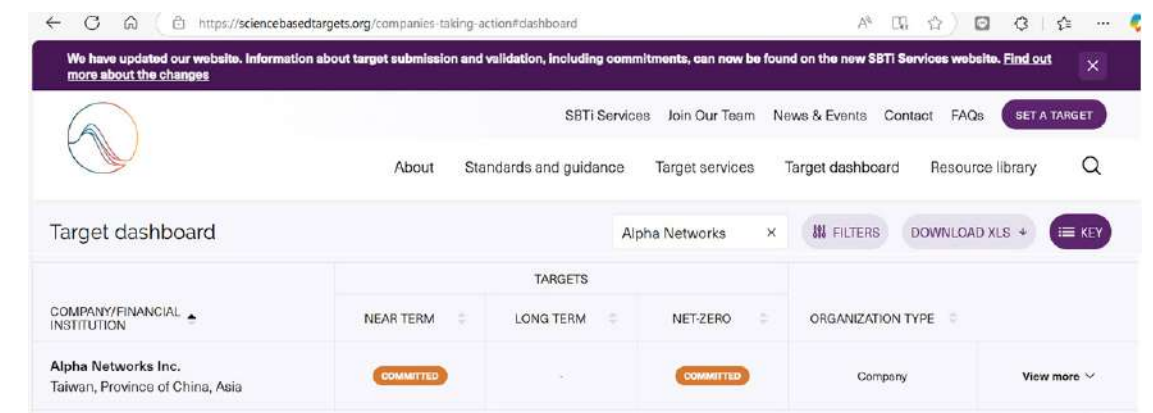 https://sciencebasedtargets.org/companies-taking-action#dashboard
We have updated our website. Information about target submission and validation, including commitments, can now be found on the new SBTi Services website. Find out
more about the changes
SBTi Services Join Our Team News & Events Contact FAQs SET A TARGET
About Standards and guidance Target services Target dashboard Resource library
Target dashboard Alpha Networks × FILTERS DOWNLOAD XLS KEY
TARGETS
COMPANY/FINANCIAL
INSTITUTION NEAR TERM LONG TERM NET-ZERO ORGANIZATION TYPE
Alpha Networks Inc.
Taiwan, Province of China, Asia COMMITTED - COMMITTED Company View more